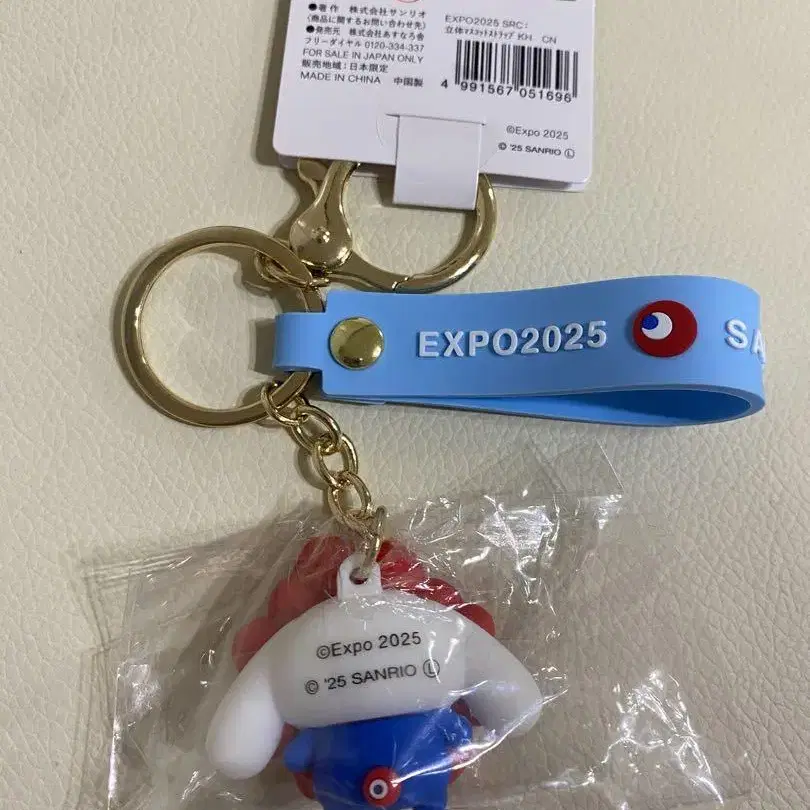 ●著作 株式会社サンリオ
〈商品に関するお問い合わせ先〉
●発売元 株式会社あすなろ舎
フリーダイヤル 0120-334-337
FOR SALE IN JAPAN ONLY
販売地域：日本限定
MADE IN CHINA 中国製
EXPO2025 SRC：
立体マスコットストラップ KH CN
4 991567 051696
©Expo 2025
© '25 SANRIO Ⓛ
EXPO2025 SA
©Expo 2025
© '25 SANRIO Ⓛ